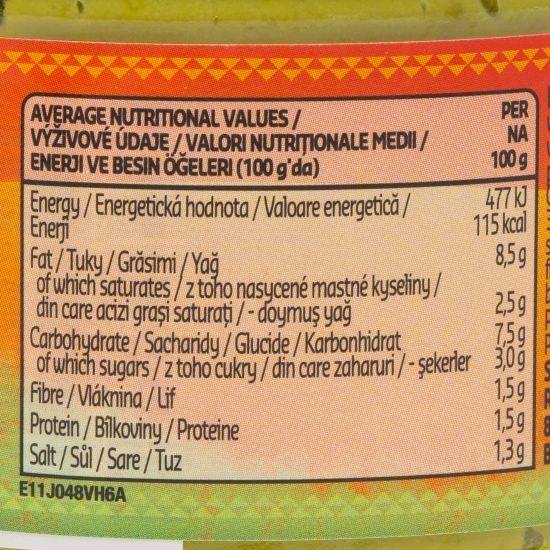 AVERAGE NUTRITIONAL VALUES / PER
VÝŽIVOVÉ ÚDAJE / VALORI NUTRIȚIONALE MEDII / NA
ENERJI VE BESIN ÖĞELERI (100 g'da) 100 g
Energy / Energetická hodnota / Valoare energetică / 477 kJ
Enerji 115 kcal
Fat / Tuky / Grăsimi / Yağ 8,5 g
of which saturates / z toho nasycené mastné kyseliny /
din care acizi grași saturați / - doymuş yağ 2,5 g
Carbohydrate / Sacharidy / Glucide / Karbonhidrat 7,5 g
of which sugars / z toho cukry / din care zaharuri / - şekerler 3,0 g
Fibre / Vláknina / Lif 1,5 g
Protein / Bílkoviny / Proteine 1,5 g
Salt / Sůl / Sare / Tuz 1,3 g
E11J048VH6A